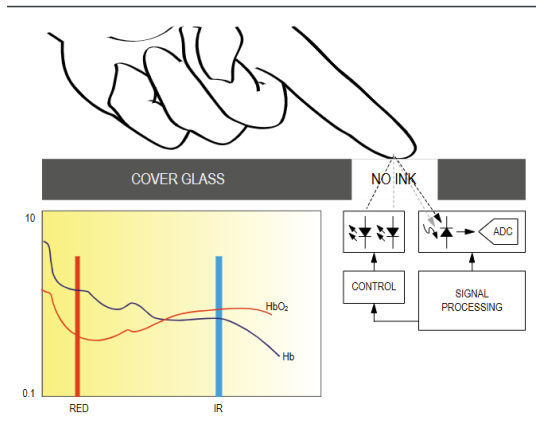 COVER GLASS
NO INK
10
ADC
CONTROL
SIGNAL
PROCESSING
HbO₂
Hb
0.1
RED
IR